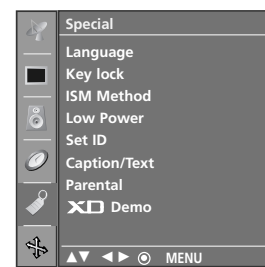 Special
Language
Key lock
ISM Method
Low Power
Set ID
Caption/Text
Parental
XD Demo
▲▼ ◄► ◉ MENU